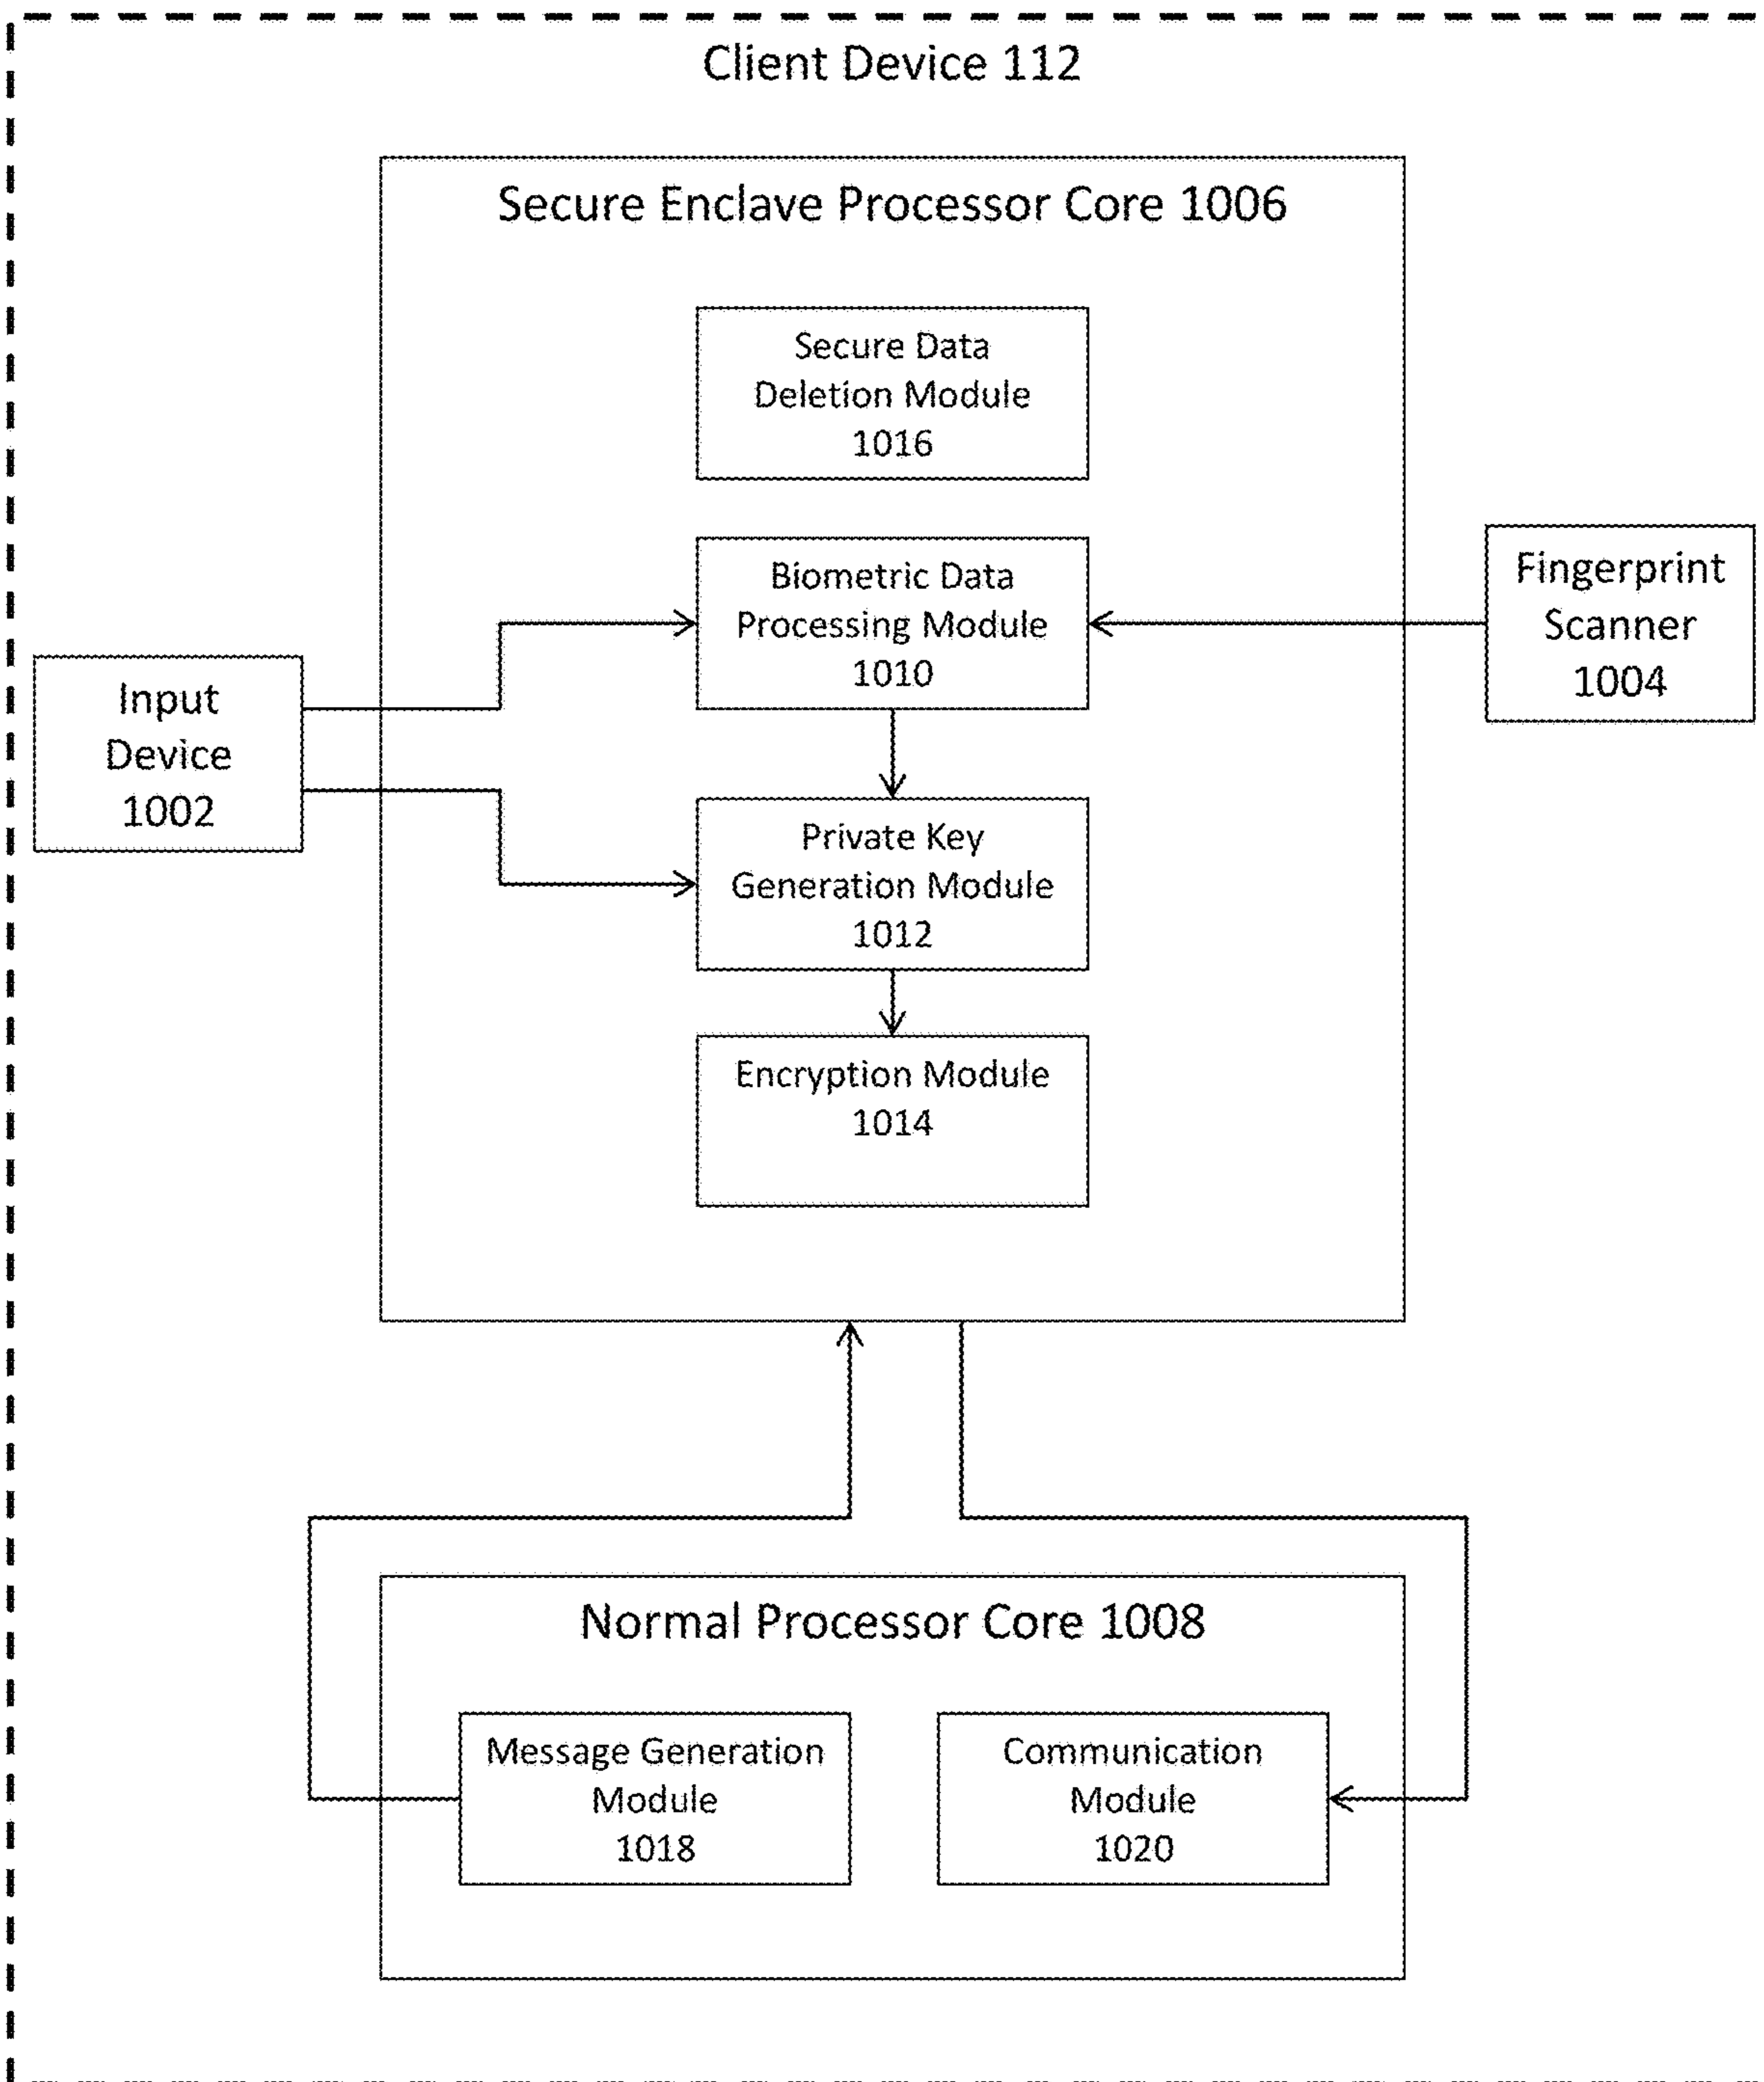 Client Device 112
Secure Enclave Processor Core 1006
Secure Data
Deletion Module
1016
Biometric Data
Processing Module
1010
Fingerprint
Scanner
1004
Input
Device
1002
Private Key
Generation Module
1012
Encryption Module
1014
Normal Processor Core 1008
Message Generation
Module
1018
Communication
Module
1020